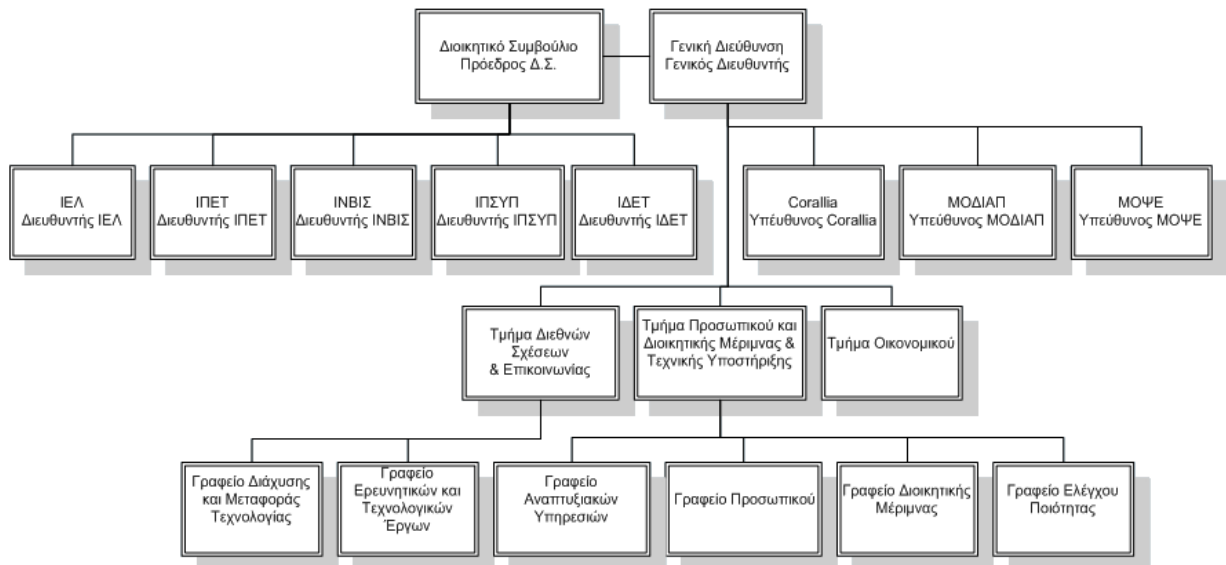 Διοικητικό Συμβούλιο
Πρόεδρος Δ.Σ.
Γενική Διεύθυνση
Γενικός Διευθυντής
ΙΕΛ
Διευθυντής ΙΕΛ
ΙΠΕΤ
Διευθυντής ΙΠΕΤ
ΙΝΒΙΣ
Διευθυντής ΙΝΒΙΣ
ΙΠΣΥΠ
Διευθυντής ΙΠΣΥΠ
ΙΔΕΤ
Διευθυντής ΙΔΕΤ
Corallia
Υπέυθυνος Corallia
ΜΟΔΙΑΠ
Υπεύθυνος ΜΟΔΙΑΠ
ΜΟΨΕ
Υπεύθυνος ΜΟΨΕ
Τμήμα Διεθνών
Σχέσεων
& Επικοινωνίας
Τμήμα Προσωπικού και
Διοικητικής Μέριμνας &
Τεχνικής Υποστήριξης
Τμήμα Οικονομικού
Γραφείο Διάχυσης
και Μεταφοράς
Τεχνολογίας
Γραφείο
Ερευνητικών και
Τεχνολογικών
Έργων
Γραφείο
Αναπτυξιακών
Υπηρεσιών
Γραφείο Προσωπικού
Γραφείο Διοικητικής
Μέριμνας
Γραφείο Ελέγχου
Ποιότητας